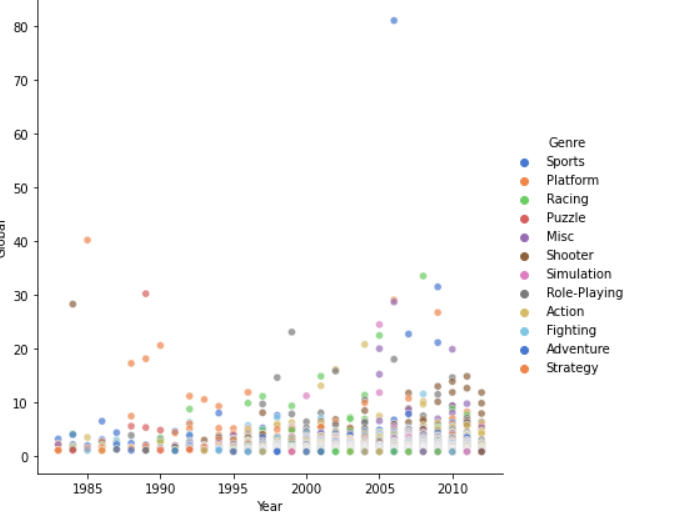 80
70
60
50
40
30
20
10
0
Global
1985 1990 1995 2000 2005 2010
Year
Genre
Sports
Platform
Racing
Puzzle
Misc
Shooter
Simulation
Role-Playing
Action
Fighting
Adventure
Strategy